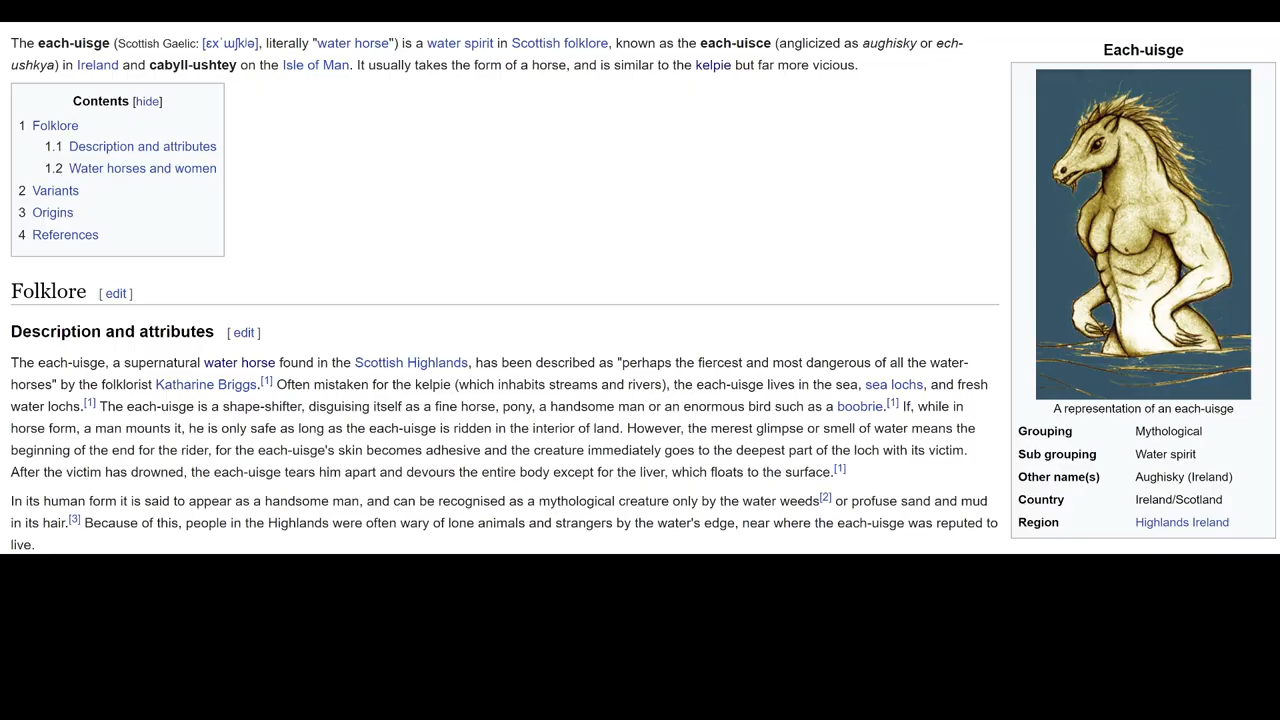 The each-uisge (Scottish Gaelic: [ɛxˈɯʃkʲə], literally "water horse") is a water spirit in Scottish folklore, known as the each-uisce (anglicized as aughisky or ech-
ushkya) in Ireland and cabyll-ushtey on the Isle of Man. It usually takes the form of a horse, and is similar to the kelpie but far more vicious.
Contents [hide]
1 Folklore
1.1 Description and attributes
1.2 Water horses and women
2 Variants
3 Origins
4 References
Folklore [ edit ]
Description and attributes [ edit ]
The each-uisge, a supernatural water horse found in the Scottish Highlands, has been described as "perhaps the fiercest and most dangerous of all the water-
horses" by the folklorist Katharine Briggs.[1] Often mistaken for the kelpie (which inhabits streams and rivers), the each-uisge lives in the sea, sea lochs, and fresh
water lochs.[1] The each-uisge is a shape-shifter, disguising itself as a fine horse, pony, a handsome man or an enormous bird such as a boobrie.[1] If, while in
horse form, a man mounts it, he is only safe as long as the each-uisge is ridden in the interior of land. However, the merest glimpse or smell of water means the
beginning of the end for the rider, for the each-uisge's skin becomes adhesive and the creature immediately goes to the deepest part of the loch with its victim.
After the victim has drowned, the each-uisge tears him apart and devours the entire body except for the liver, which floats to the surface.[1]
In its human form it is said to appear as a handsome man, and can be recognised as a mythological creature only by the water weeds[2] or profuse sand and mud
in its hair.[3] Because of this, people in the Highlands were often wary of lone animals and strangers by the water's edge, near where the each-uisge was reputed to
live.
Each-uisge
A representation of an each-uisge
Grouping Mythological
Sub grouping Water spirit
Other name(s) Aughisky (Ireland)
Country Ireland/Scotland
Region Highlands Ireland